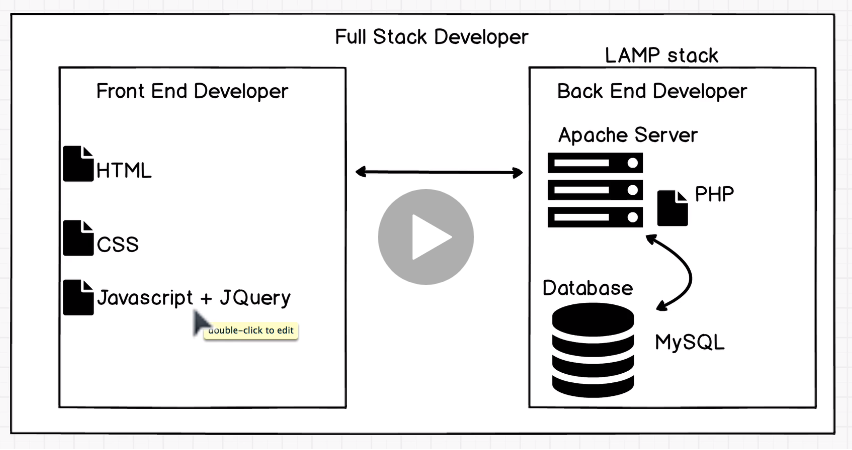 Full Stack Developer
LAMP stack
Front End Developer
HTML
CSS
Javascript + JQuery
double-click to edit
Back End Developer
Apache Server
PHP
Database
MySQL